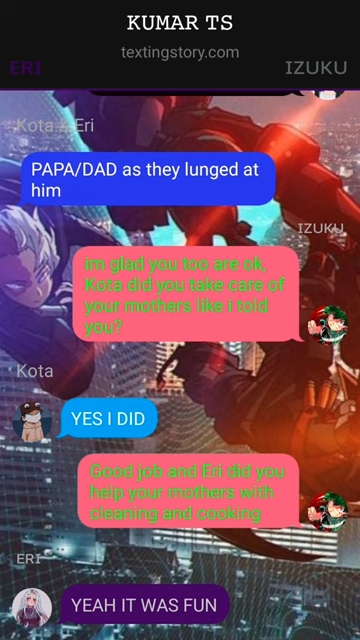 KUMAR TS
textingstory.com
ERI
IZUKU
Kota & Eri
PAPA/DAD as they lunged at
him
IZUKU
im glad you too are ok,
Kota did you take care of
your mothers like i told
you?
Kota
YES I DID
Good job and Eri did you
help your mothers with
cleaning and cooking
ERI
YEAH IT WAS FUN